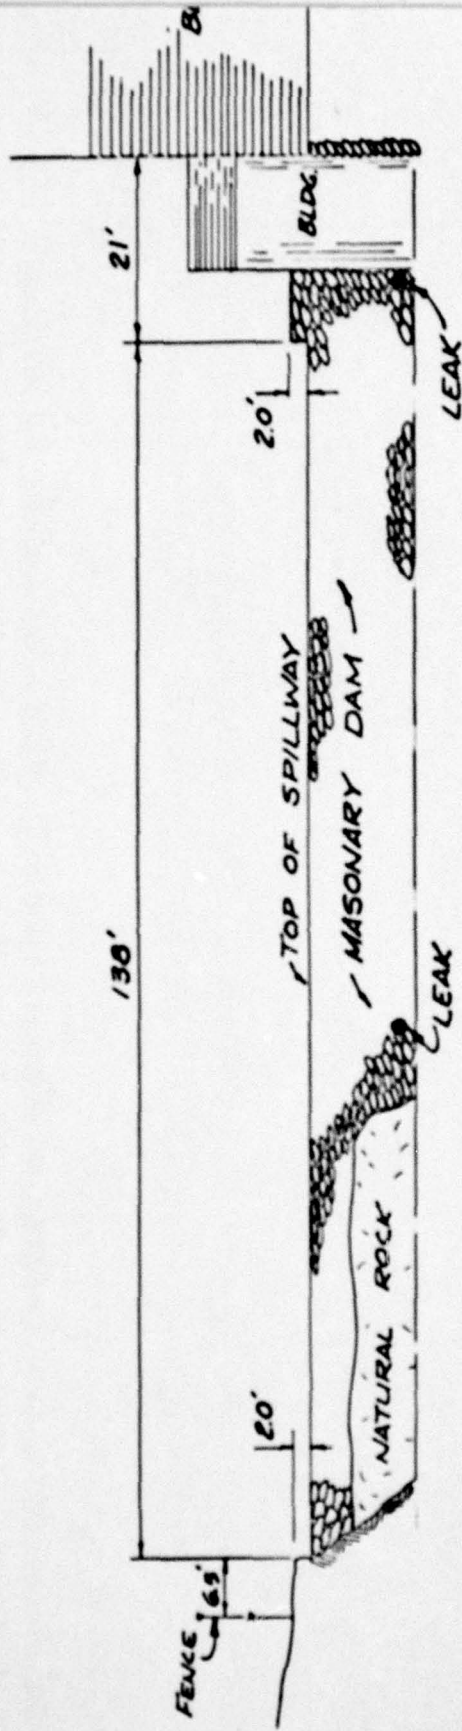 138'
21'
FENCE
6.5'
2.0'
2.0'
TOP OF SPILLWAY
MASONARY DAM
BLDG.
NATURAL ROCK
LEAK
LEAK